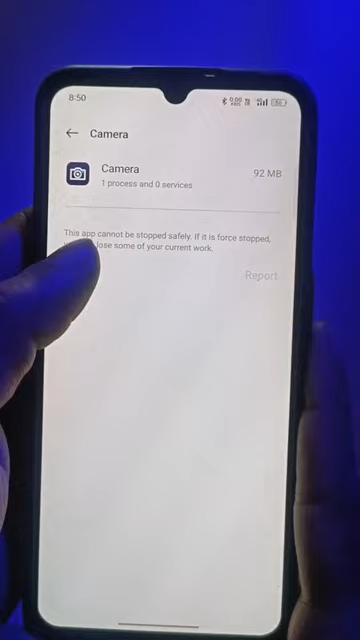 8:50
Camera
Camera
92 MB
1 process and 0 services
This app cannot be stopped safely. If it is force stopped,
lose some of your current work.
Report